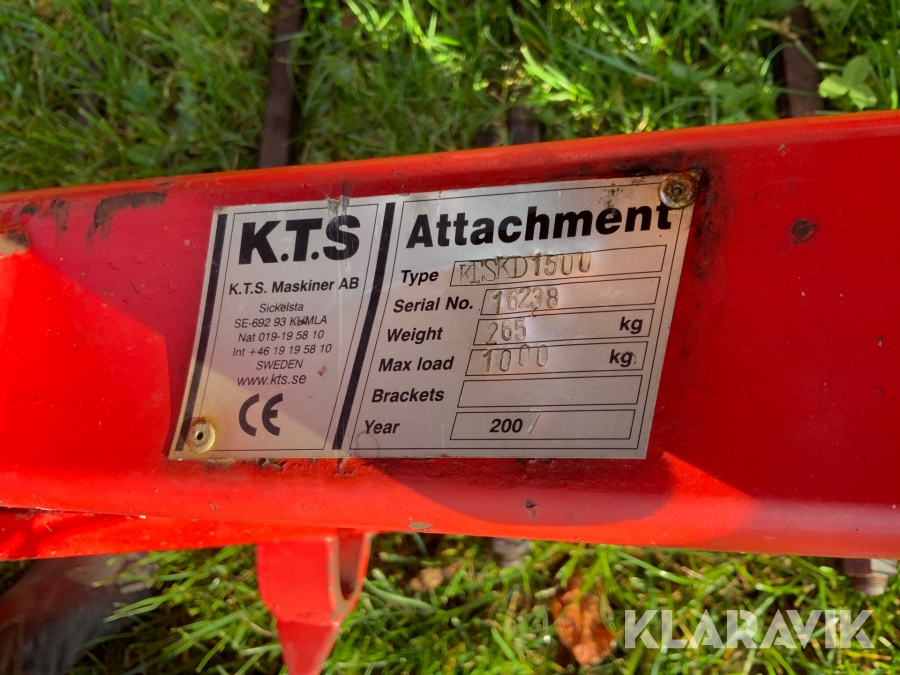 K.T.S
K.T.S. Maskiner AB
Sickelsta
SE-692 93 KUMLA
Nat 019-19 58 10
Int +46 19 19 58 10
SWEDEN
www.kts.se
CE
Attachment
Type
Serial No. 16238
Weight 265 kg
Max load 1000 kg
Brackets
Year 2007
KLARAVIK